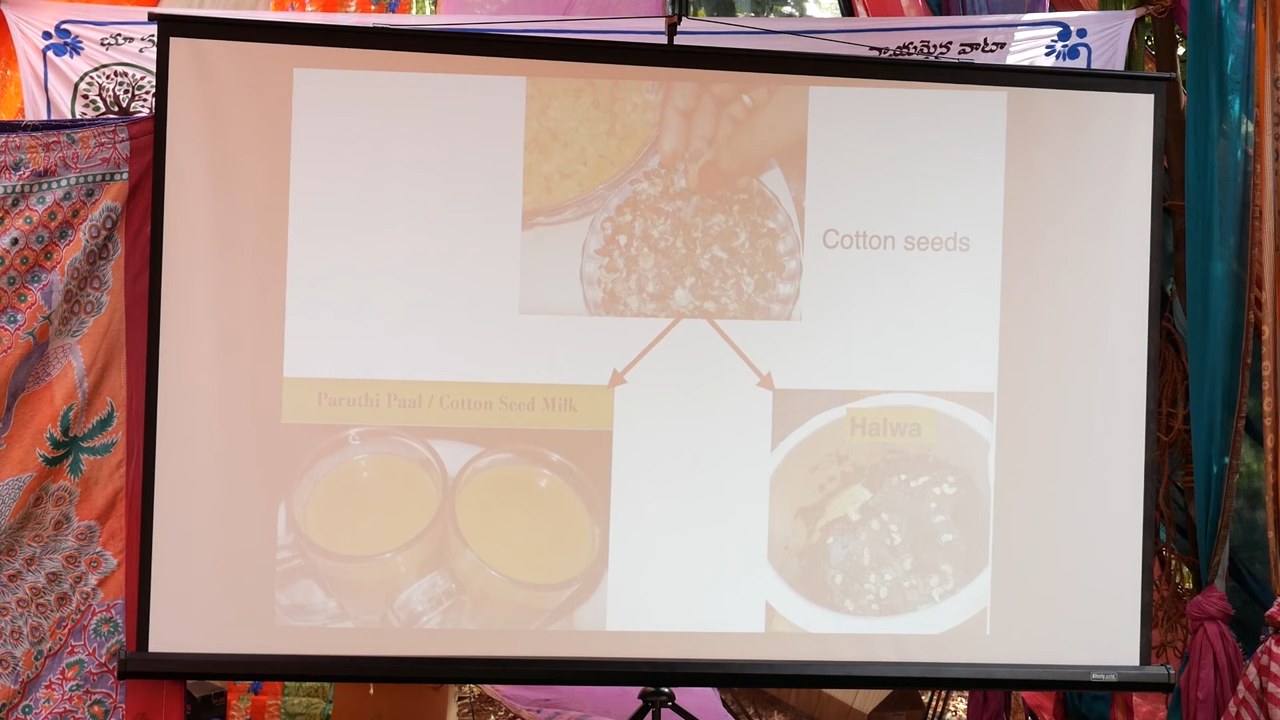 భూ
వాటా
Cotton seeds
Paruthi Paal / Cotton Seed Milk
Halwa